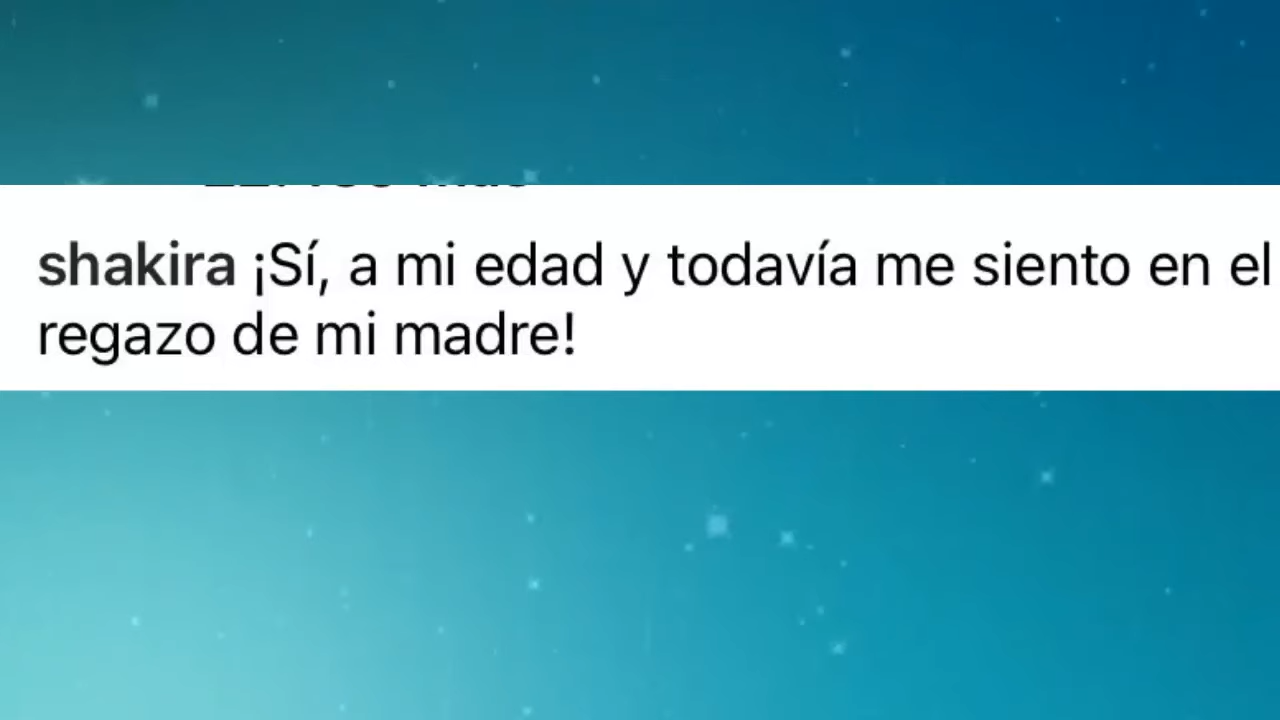 shakira ¡Sí, a mi edad y todavía me siento en el
regazo de mi madre!